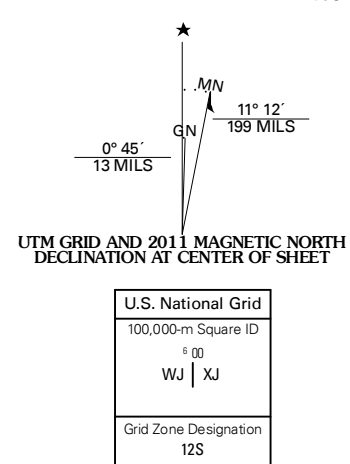 ★
MN
GN
11° 12´
199 MILS
0° 45´
13 MILS
UTM GRID AND 2011 MAGNETIC NORTH
DECLINATION AT CENTER OF SHEET
U.S. National Grid
100,000-m Square ID
6 00
WJ XJ
Grid Zone Designation
12S